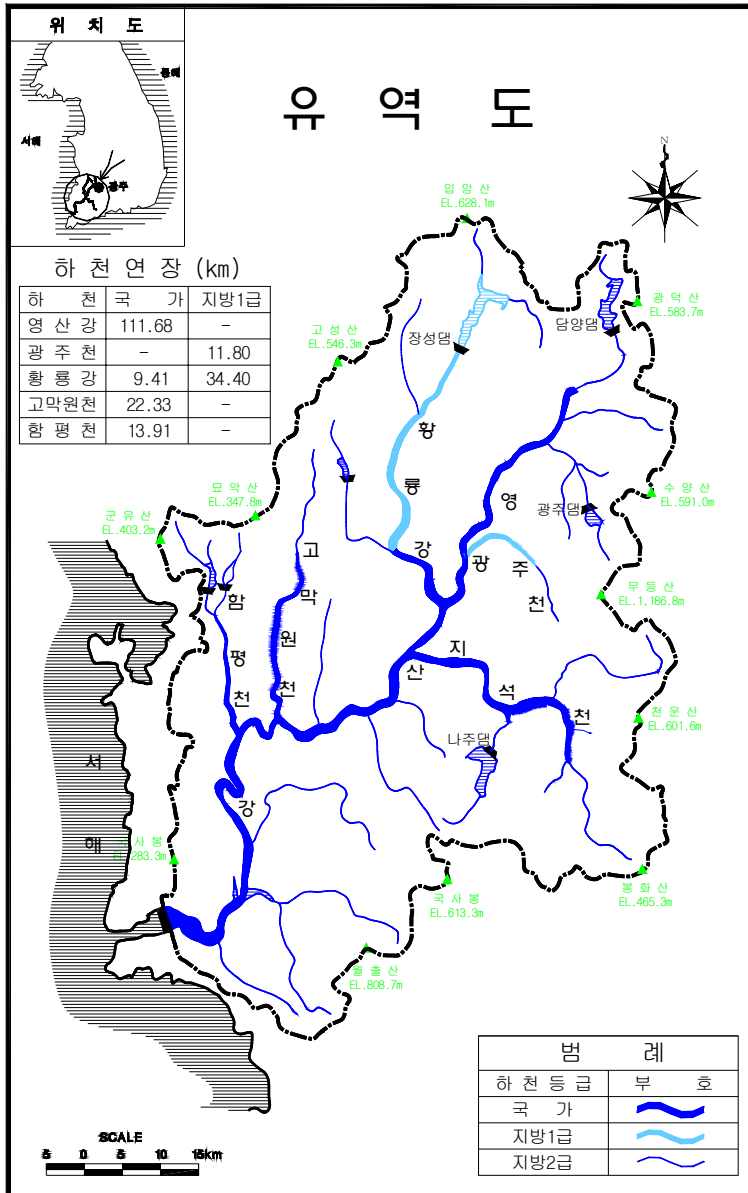 위 치 도
동해
서해
광주
유 역 도
N
하 천 연 장 (km)
하 천 국 가 지방1급
영 산 강 111.68 -
광 주 천 - 11.80
황 룡 강 9.41 34.40
고막원천 22.33 -
함 평 천 13.91 -
입 암 산
EL.628.1m
광 덕 산
EL.583.7m
고 성 산
EL.546.3m
장성댐
담양댐
수 양 산
EL.591.0m
광주댐
묘 악 산
EL.347.8m
군 유 산
EL.403.2m
무 등 산
EL.1.186.8m
천 운 산
EL.601.6m
나주댐
황
룡
강
영
산
강
광
주
천
고
막
원
천
함
평
천
지
석
천
서
해
사 봉
EL.283.3m
국 사 봉
EL.613.3m
봉 화 산
EL.465.3m
월 출 산
EL.808.7m
범 례
하 천 등 급 부 호
국 가
지방1급
지방2급
SCALE
5 0 5 10 15km